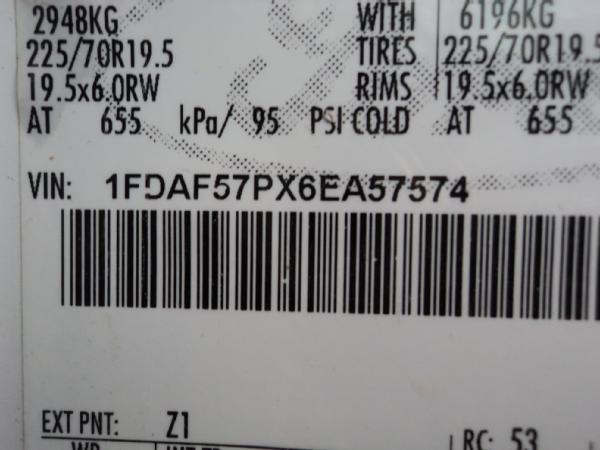 2948KG WITH 6196KG
225/70R19.5 TIRES 225/70R19.5
19.5x6.0RW RIMS 19.5x6.0RW
AT 655 kPa/ 95 PSI COLD AT 655
VIN: 1FDAF57PX6EA57574
EXT PNT: Z1 RC: 53